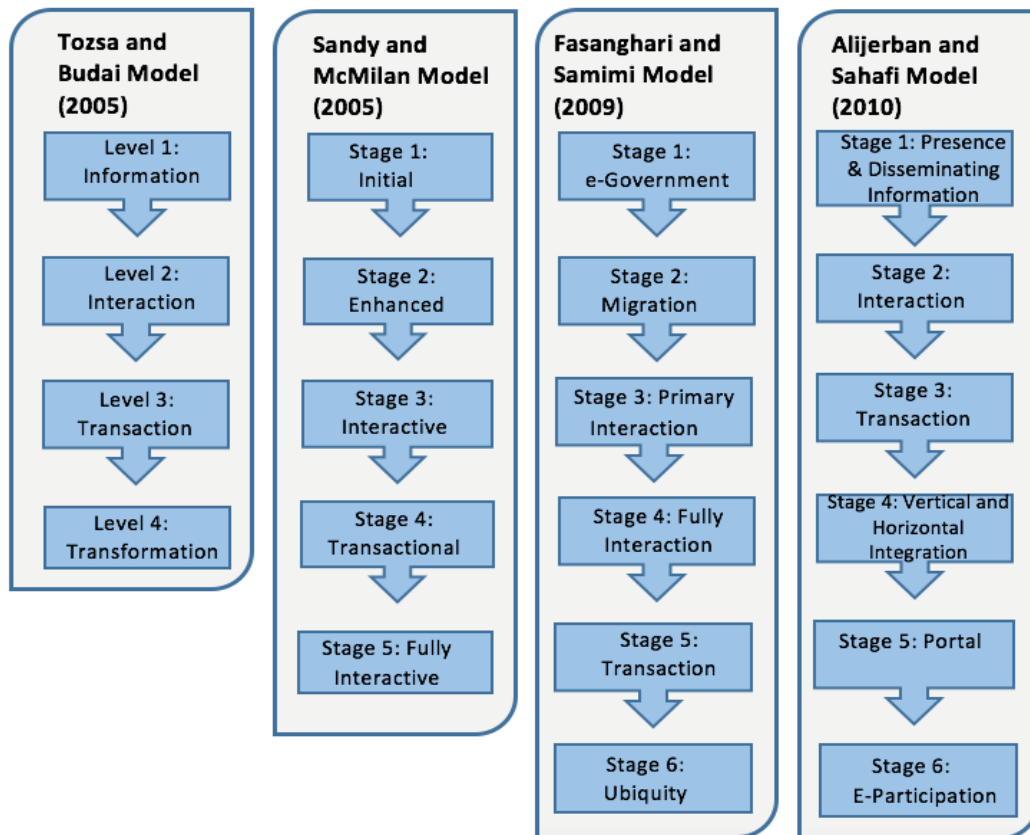 Tozsa and
Budai Model
(2005)
Level 1:
Information
Level 2:
Interaction
Level 3:
Transaction
Level 4:
Transformation
Sandy and
McMilan Model
(2005)
Stage 1:
Initial
Stage 2:
Enhanced
Stage 3:
Interactive
Stage 4:
Transactional
Stage 5: Fully
Interactive
Fasanghari and
Samimi Model
(2009)
Stage 1:
e-Government
Stage 2:
Migration
Stage 3: Primary
Interaction
Stage 4: Fully
Interaction
Stage 5:
Transaction
Stage 6:
Ubiquity
Alijerban and
Sahafi Model
(2010)
Stage 1: Presence
& Disseminating
Information
Stage 2:
Interaction
Stage 3:
Transaction
Stage 4: Vertical and
Horizontal
Integration
Stage 5: Portal
Stage 6:
E-Participation